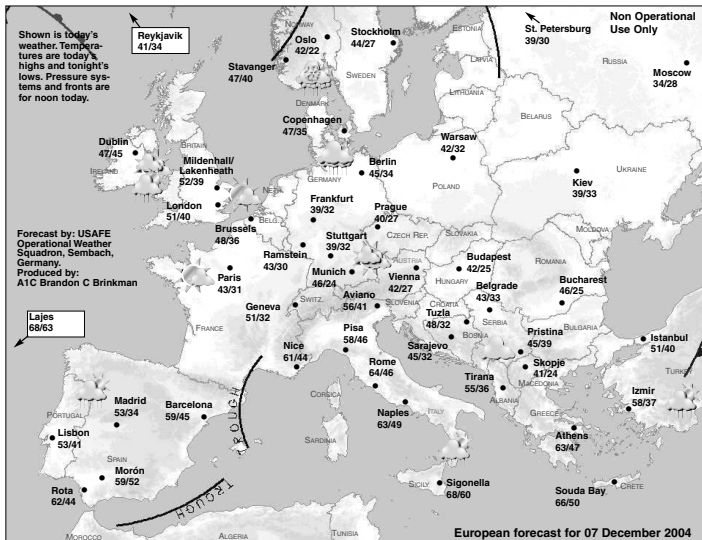 Shown is today's
weather. Tempera-
tures are today's
highs and tonight's
lows. Pressure sys-
tems and fronts are
for noon today.
Reykjavik
41/34
NORWAY
Oslo
42/22
Stockholm
44/27
ESTONIA
St. Petersburg
39/30
Non Operational
Use Only
RUSSIA
Moscow
34/28
Stavanger
47/40
SWEDEN
LATVIA
LITHUANIA
DENMARK
Copenhagen
47/35
BELARUS
Dublin
47/45
IRELAND
BRITAIN
Mildenhall/
Lakenheath
52/39
London
51/40
NETH.
Brussels
48/36
BELG.
GERMANY
Berlin
45/34
Warsaw
42/32
POLAND
Kiev
39/33
UKRAINE
Frankfurt
39/32
Prague
40/27
CZECH REP.
SLOVAKIA
MOLDOVA
Stuttgart
39/32
Ramstein
43/30
Munich
46/24
AUSTRIA
Vienna
42/27
Budapest
42/25
HUNGARY
ROMANIA
Forecast by: USAFE
Operational Weather
Squadron, Sembach,
Germany.
Produced by:
A1C Brandon C Brinkman
Paris
43/31
FRANCE
Geneva
51/32
SWITZ.
Aviano
56/41
SLOVENIA
CROATIA
Belgrade
43/33
SERBIA
Bucharest
46/25
Tuzla
48/32
BOSNIA
Sarajevo
45/32
Pristina
45/39
BULGARIA
Skopje
41/24
MACEDONIA
Istanbul
51/40
TURKEY
Lajes
68/63
Nice
61/44
Pisa
58/46
Rome
64/46
ITALY
Naples
63/49
Tirana
55/36
ALBANIA
GREECE
Izmir
58/37
CORSICA
SARDINIA
TROUGH
PORTUGAL
Madrid
53/34
Barcelona
59/45
Lisbon
53/41
SPAIN
Morón
59/52
Rota
62/44
TROUGH
SICILY
Sigonella
68/60
Athens
63/47
Souda Bay
66/50
CRETE
MOROCCO
ALGERIA
TUNISIA
European forecast for 07 December 2004